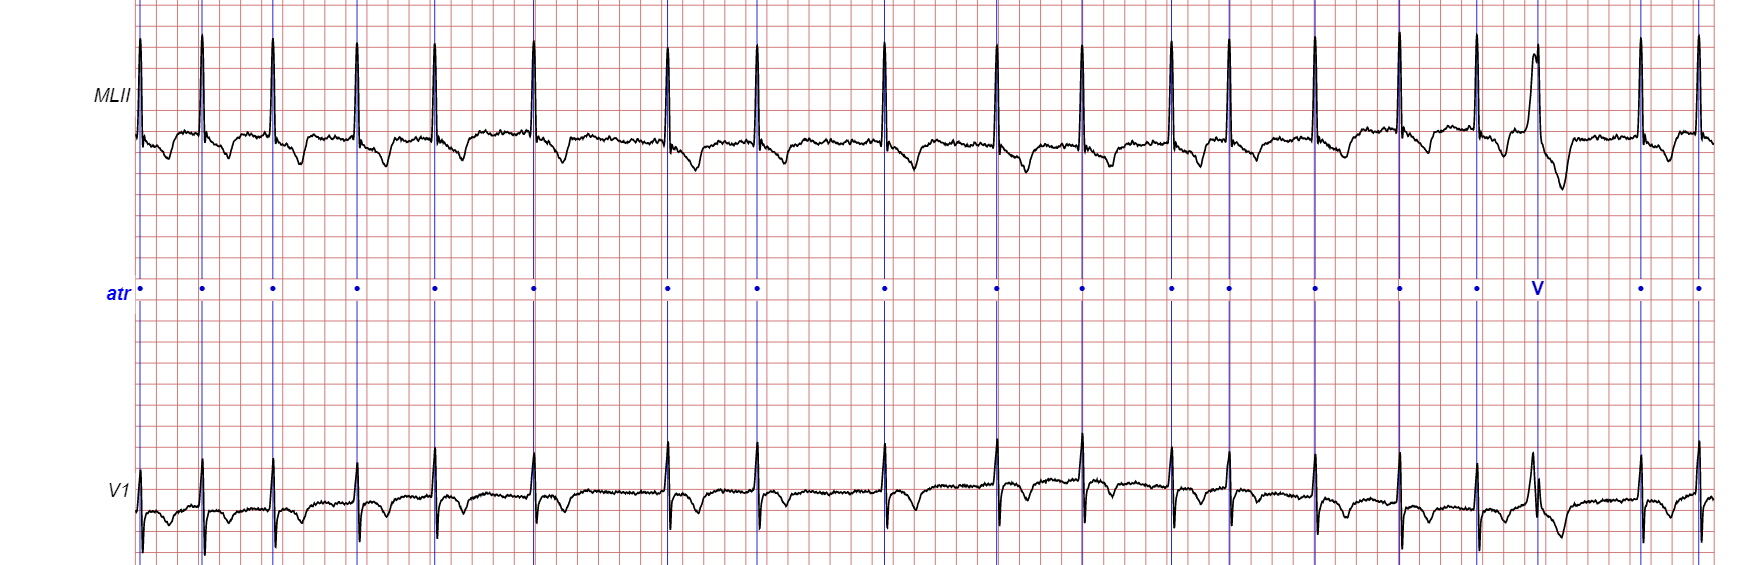 MLII
atr • • • • • • • • • • • • • • • V • •
V1